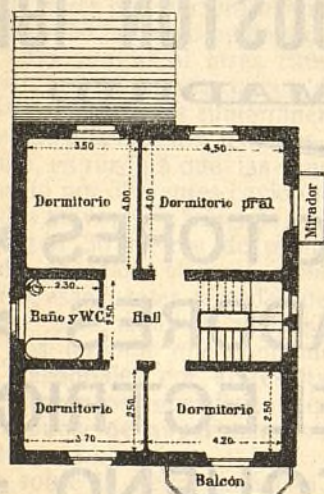 3.50
4.50
4.00
4.00
Dormitorio
Dormitorio pral
Mirador
2.30
Baño y W.C.
2.50
Hall
Dormitorio
2.50
Dormitorio
2.50
3.70
4.20
Balcón